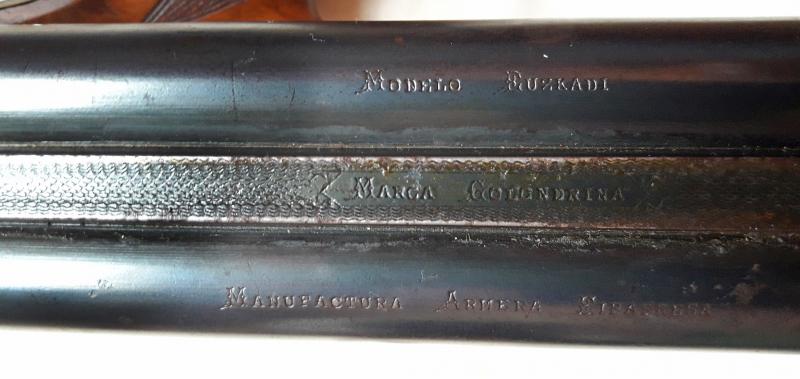 Modelo Euzkadi
Marca Golondrina
Manufactura Armera Eibarresa